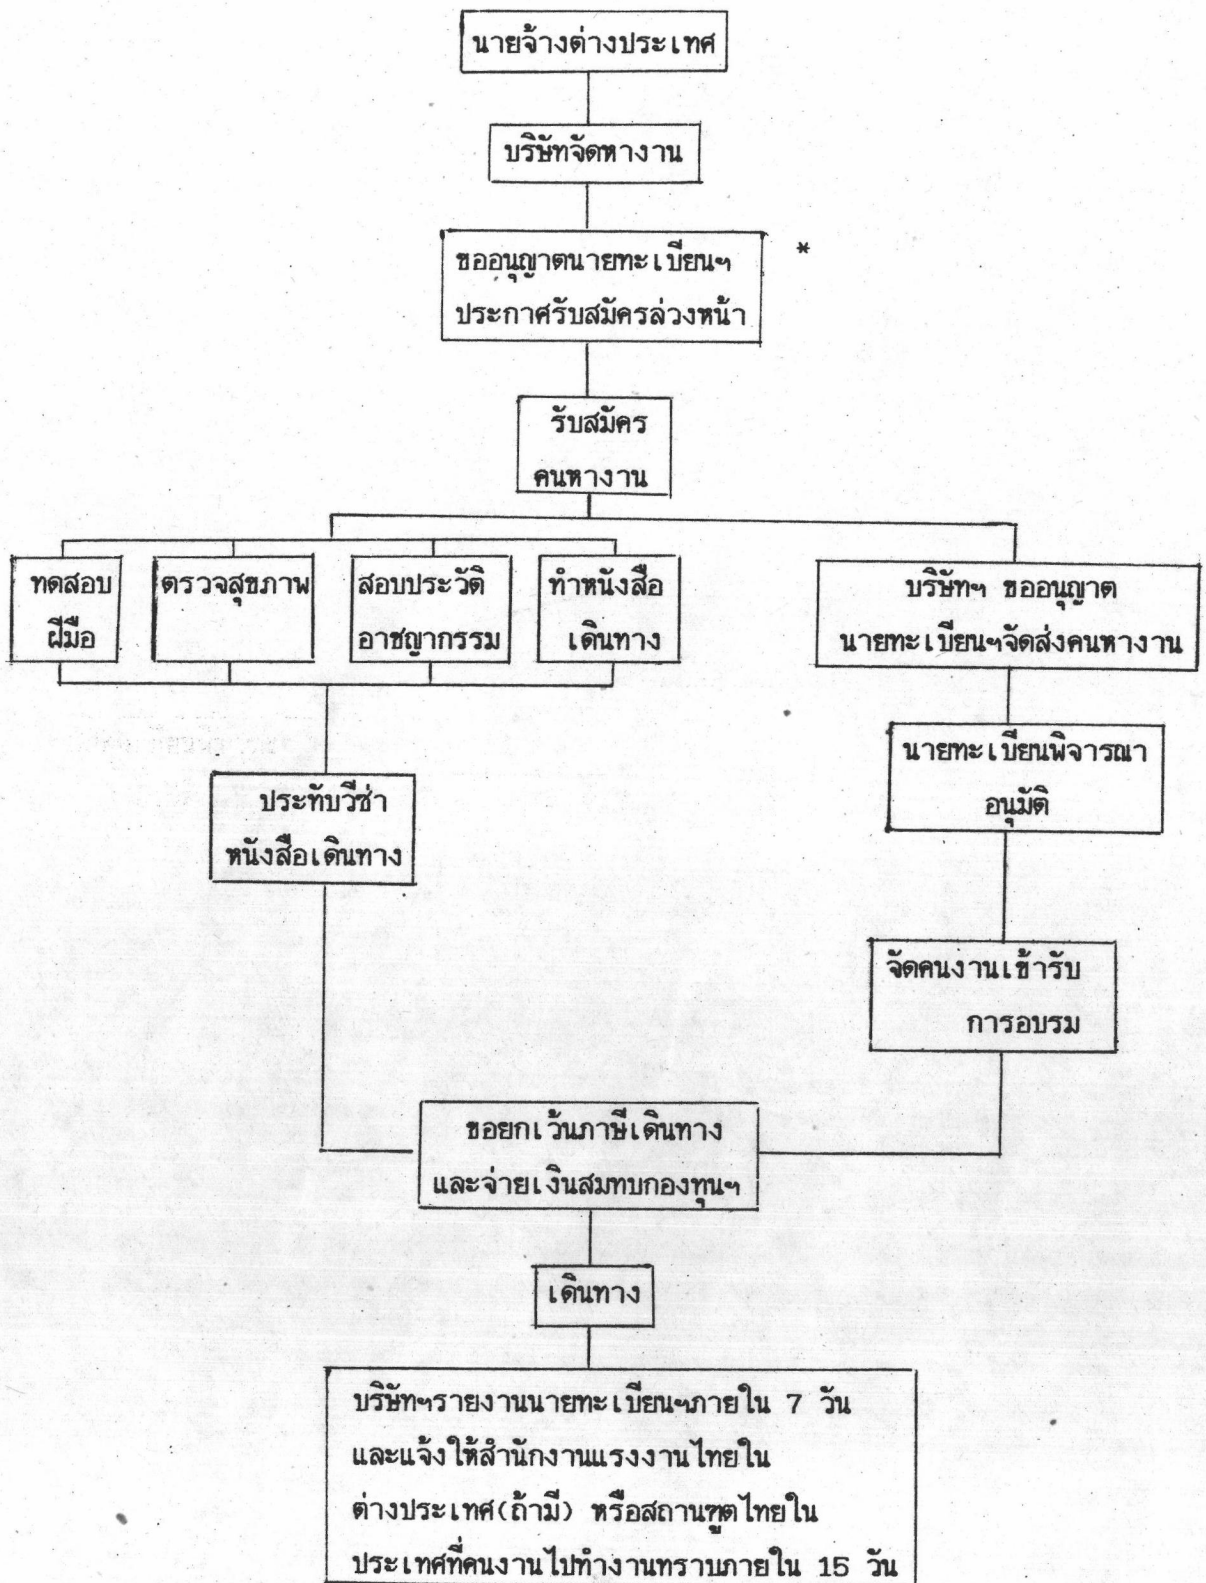 นายจ้างต่างประเทศ
บริษัทจัดหางาน
ขออนุญาตนายทะเบียนฯ *
ประกาศรับสมัครล่วงหน้า
รับสมัคร
คนหางาน
ทดสอบ
ฝีมือ
ตรวจสุขภาพ
สอบประวัติ
อาชญากรรม
ทำหนังสือ
เดินทาง
บริษัทฯ ขออนุญาต
นายทะเบียนฯจัดส่งคนหางาน
ประทับวีซ่า
หนังสือเดินทาง
นายทะเบียนพิจารณา
อนุมัติ
จัดคนงานเข้ารับ
การอบรม
ขอยกเว้นภาษีเดินทาง
และจ่ายเงินสมทบกองทุนฯ
เดินทาง
บริษัทฯรายงานนายทะเบียนฯภายใน 7 วัน
และแจ้งให้สำนักงานแรงงานไทยใน
ต่างประเทศ(ถ้ามี) หรือสถานฑูตไทยใน
ประเทศที่คนงานไปทำงานทราบภายใน 15 วัน